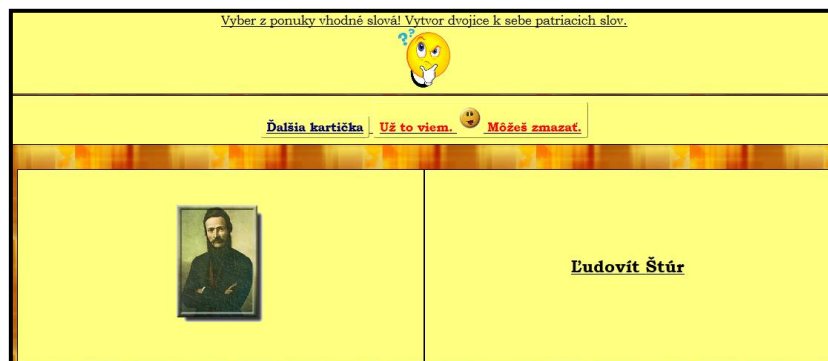 Vyber z ponuky vhodné slová! Vytvor dvojice k sebe patriacich slov.
??
Ďalšia kartička Už to viem. Môžeš zmazať.
Ľudovít Štúr